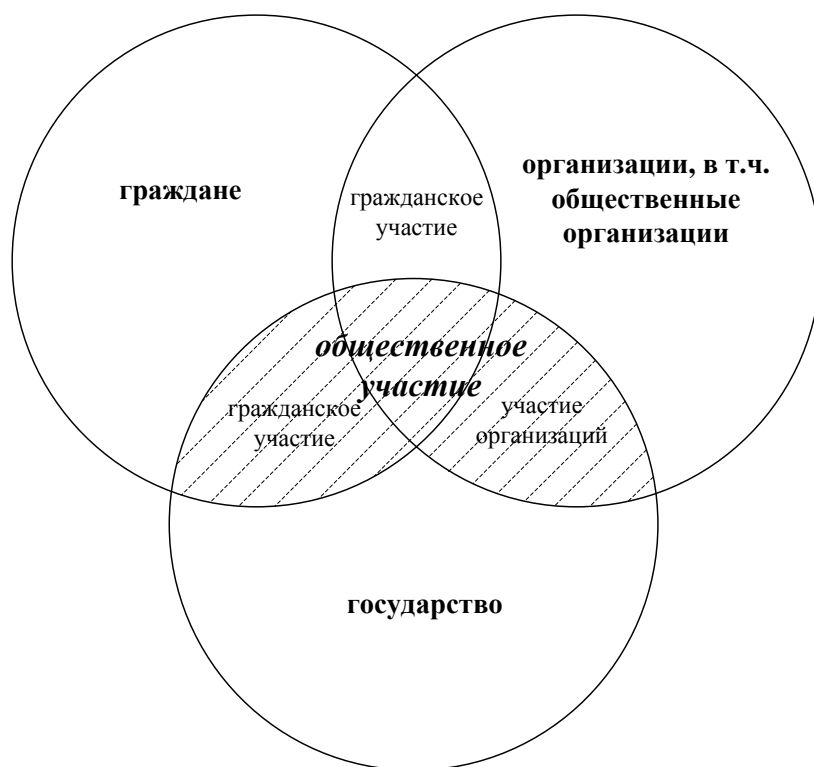 граждане
организации, в т.ч.
общественные
организации
гражданское
участие
общественное
участие
гражданское
участие
участие
организаций
государство